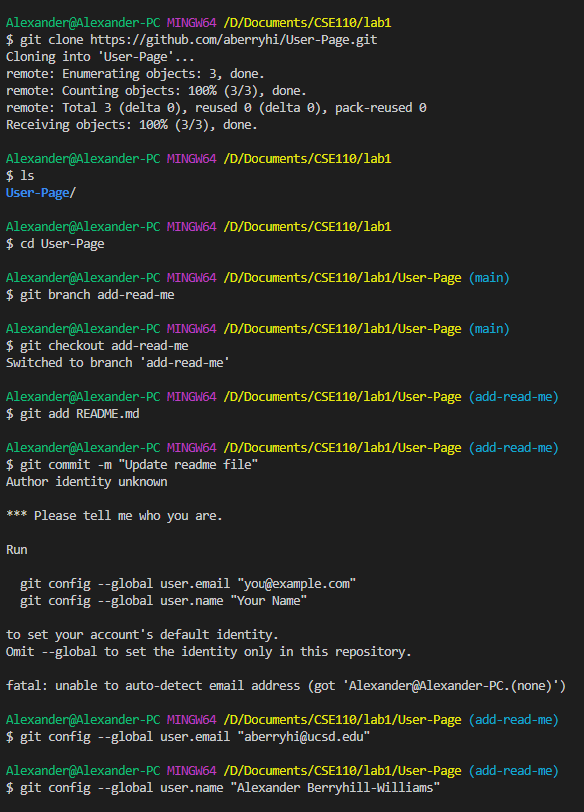 Alexander@Alexander-PC MINGW64 /D/Documents/CSE110/lab1
$ git clone https://github.com/aberryhi/User-Page.git
Cloning into 'User-Page'...
remote: Enumerating objects: 3, done.
remote: Counting objects: 100% (3/3), done.
remote: Total 3 (delta 0), reused 0 (delta 0), pack-reused 0
Receiving objects: 100% (3/3), done.
Alexander@Alexander-PC MINGW64 /D/Documents/CSE110/lab1
$ ls
User-Page/
Alexander@Alexander-PC MINGW64 /D/Documents/CSE110/lab1
$ cd User-Page
Alexander@Alexander-PC MINGW64 /D/Documents/CSE110/lab1/User-Page (main)
$ git branch add-read-me
Alexander@Alexander-PC MINGW64 /D/Documents/CSE110/lab1/User-Page (main)
$ git checkout add-read-me
Switched to branch 'add-read-me'
Alexander@Alexander-PC MINGW64 /D/Documents/CSE110/lab1/User-Page (add-read-me)
$ git add README.md
Alexander@Alexander-PC MINGW64 /D/Documents/CSE110/lab1/User-Page (add-read-me)
$ git commit -m "Update readme file"
Author identity unknown
*** Please tell me who you are.
Run
git config --global user.email "you@example.com"
git config --global user.name "Your Name"
to set your account's default identity.
Omit --global to set the identity only in this repository.
fatal: unable to auto-detect email address (got 'Alexander@Alexander-PC.(none)')
Alexander@Alexander-PC MINGW64 /D/Documents/CSE110/lab1/User-Page (add-read-me)
$ git config --global user.email "aberryhi@ucsd.edu"
Alexander@Alexander-PC MINGW64 /D/Documents/CSE110/lab1/User-Page (add-read-me)
$ git config --global user.name "Alexander Berryhill-Williams"